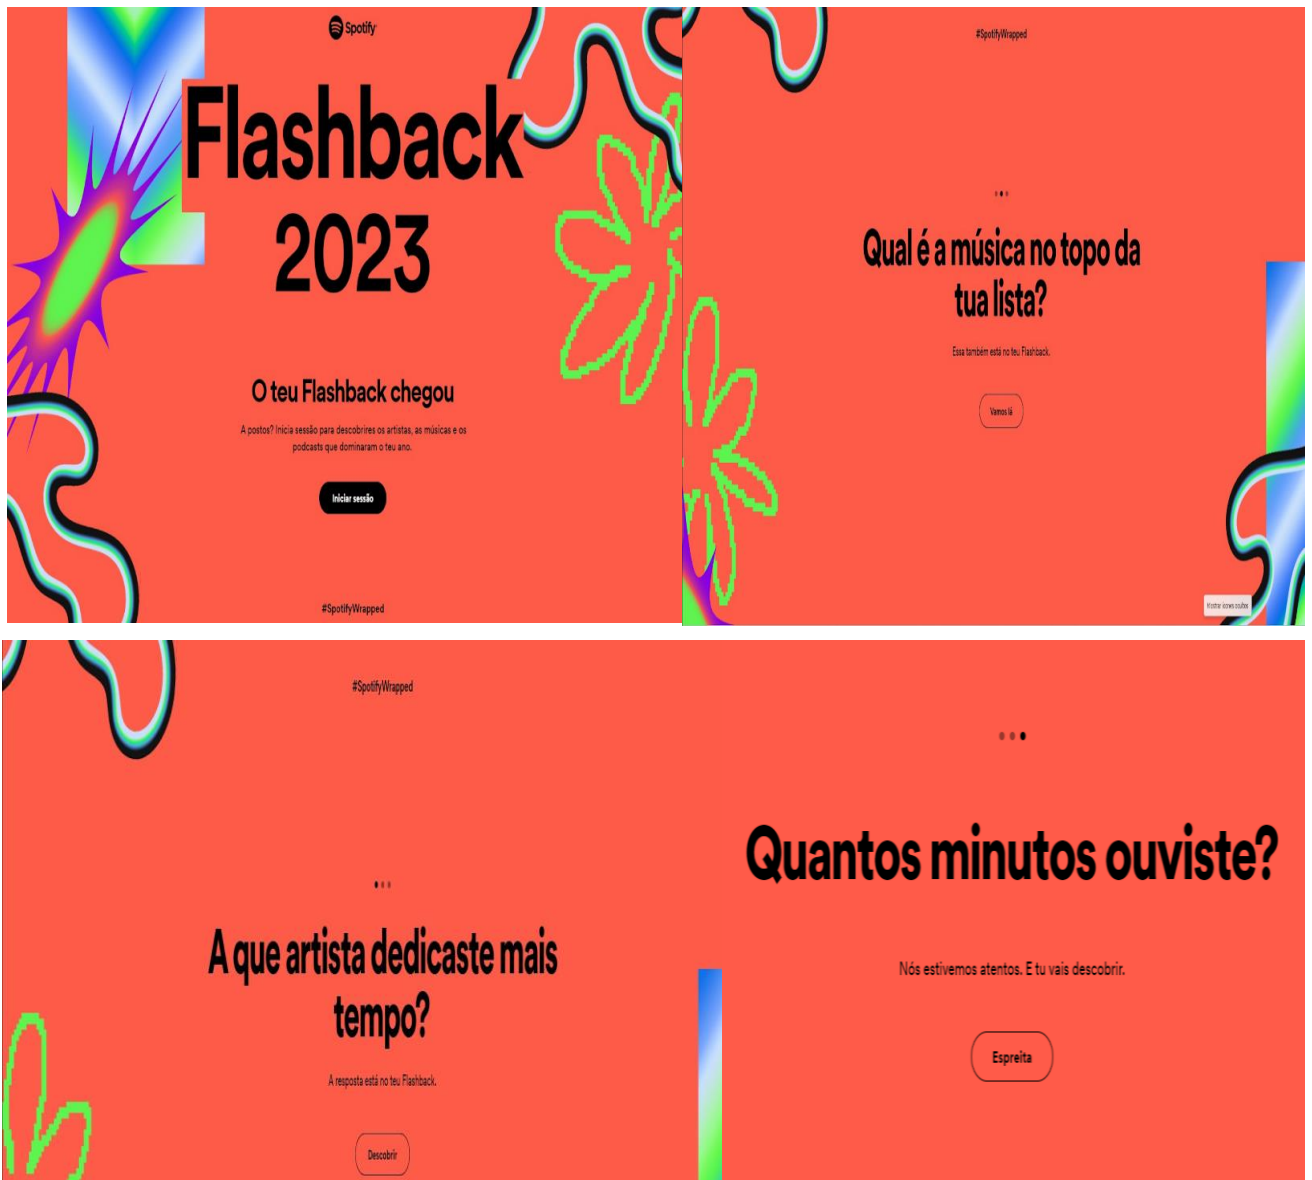 Spotify
Flashback
2023
O teu Flashback chegou
A postos? Inicia sessão para descobrires os artistas, as músicas e os
podcasts que dominaram o teu ano.
Iniciar sessão
#SpotifyWrapped
#SpotifyWrapped
Qual é a música no topo da
tua lista?
Essa também está no teu Flashback.
Vamos lá
Mostrar ícones ocultos
#SpotifyWrapped
A que artista dedicaste mais
tempo?
A resposta está no teu Flashback.
Descobrir
Quantos minutos ouviste?
Nós estivemos atentos. E tu vais descobrir.
Espreita